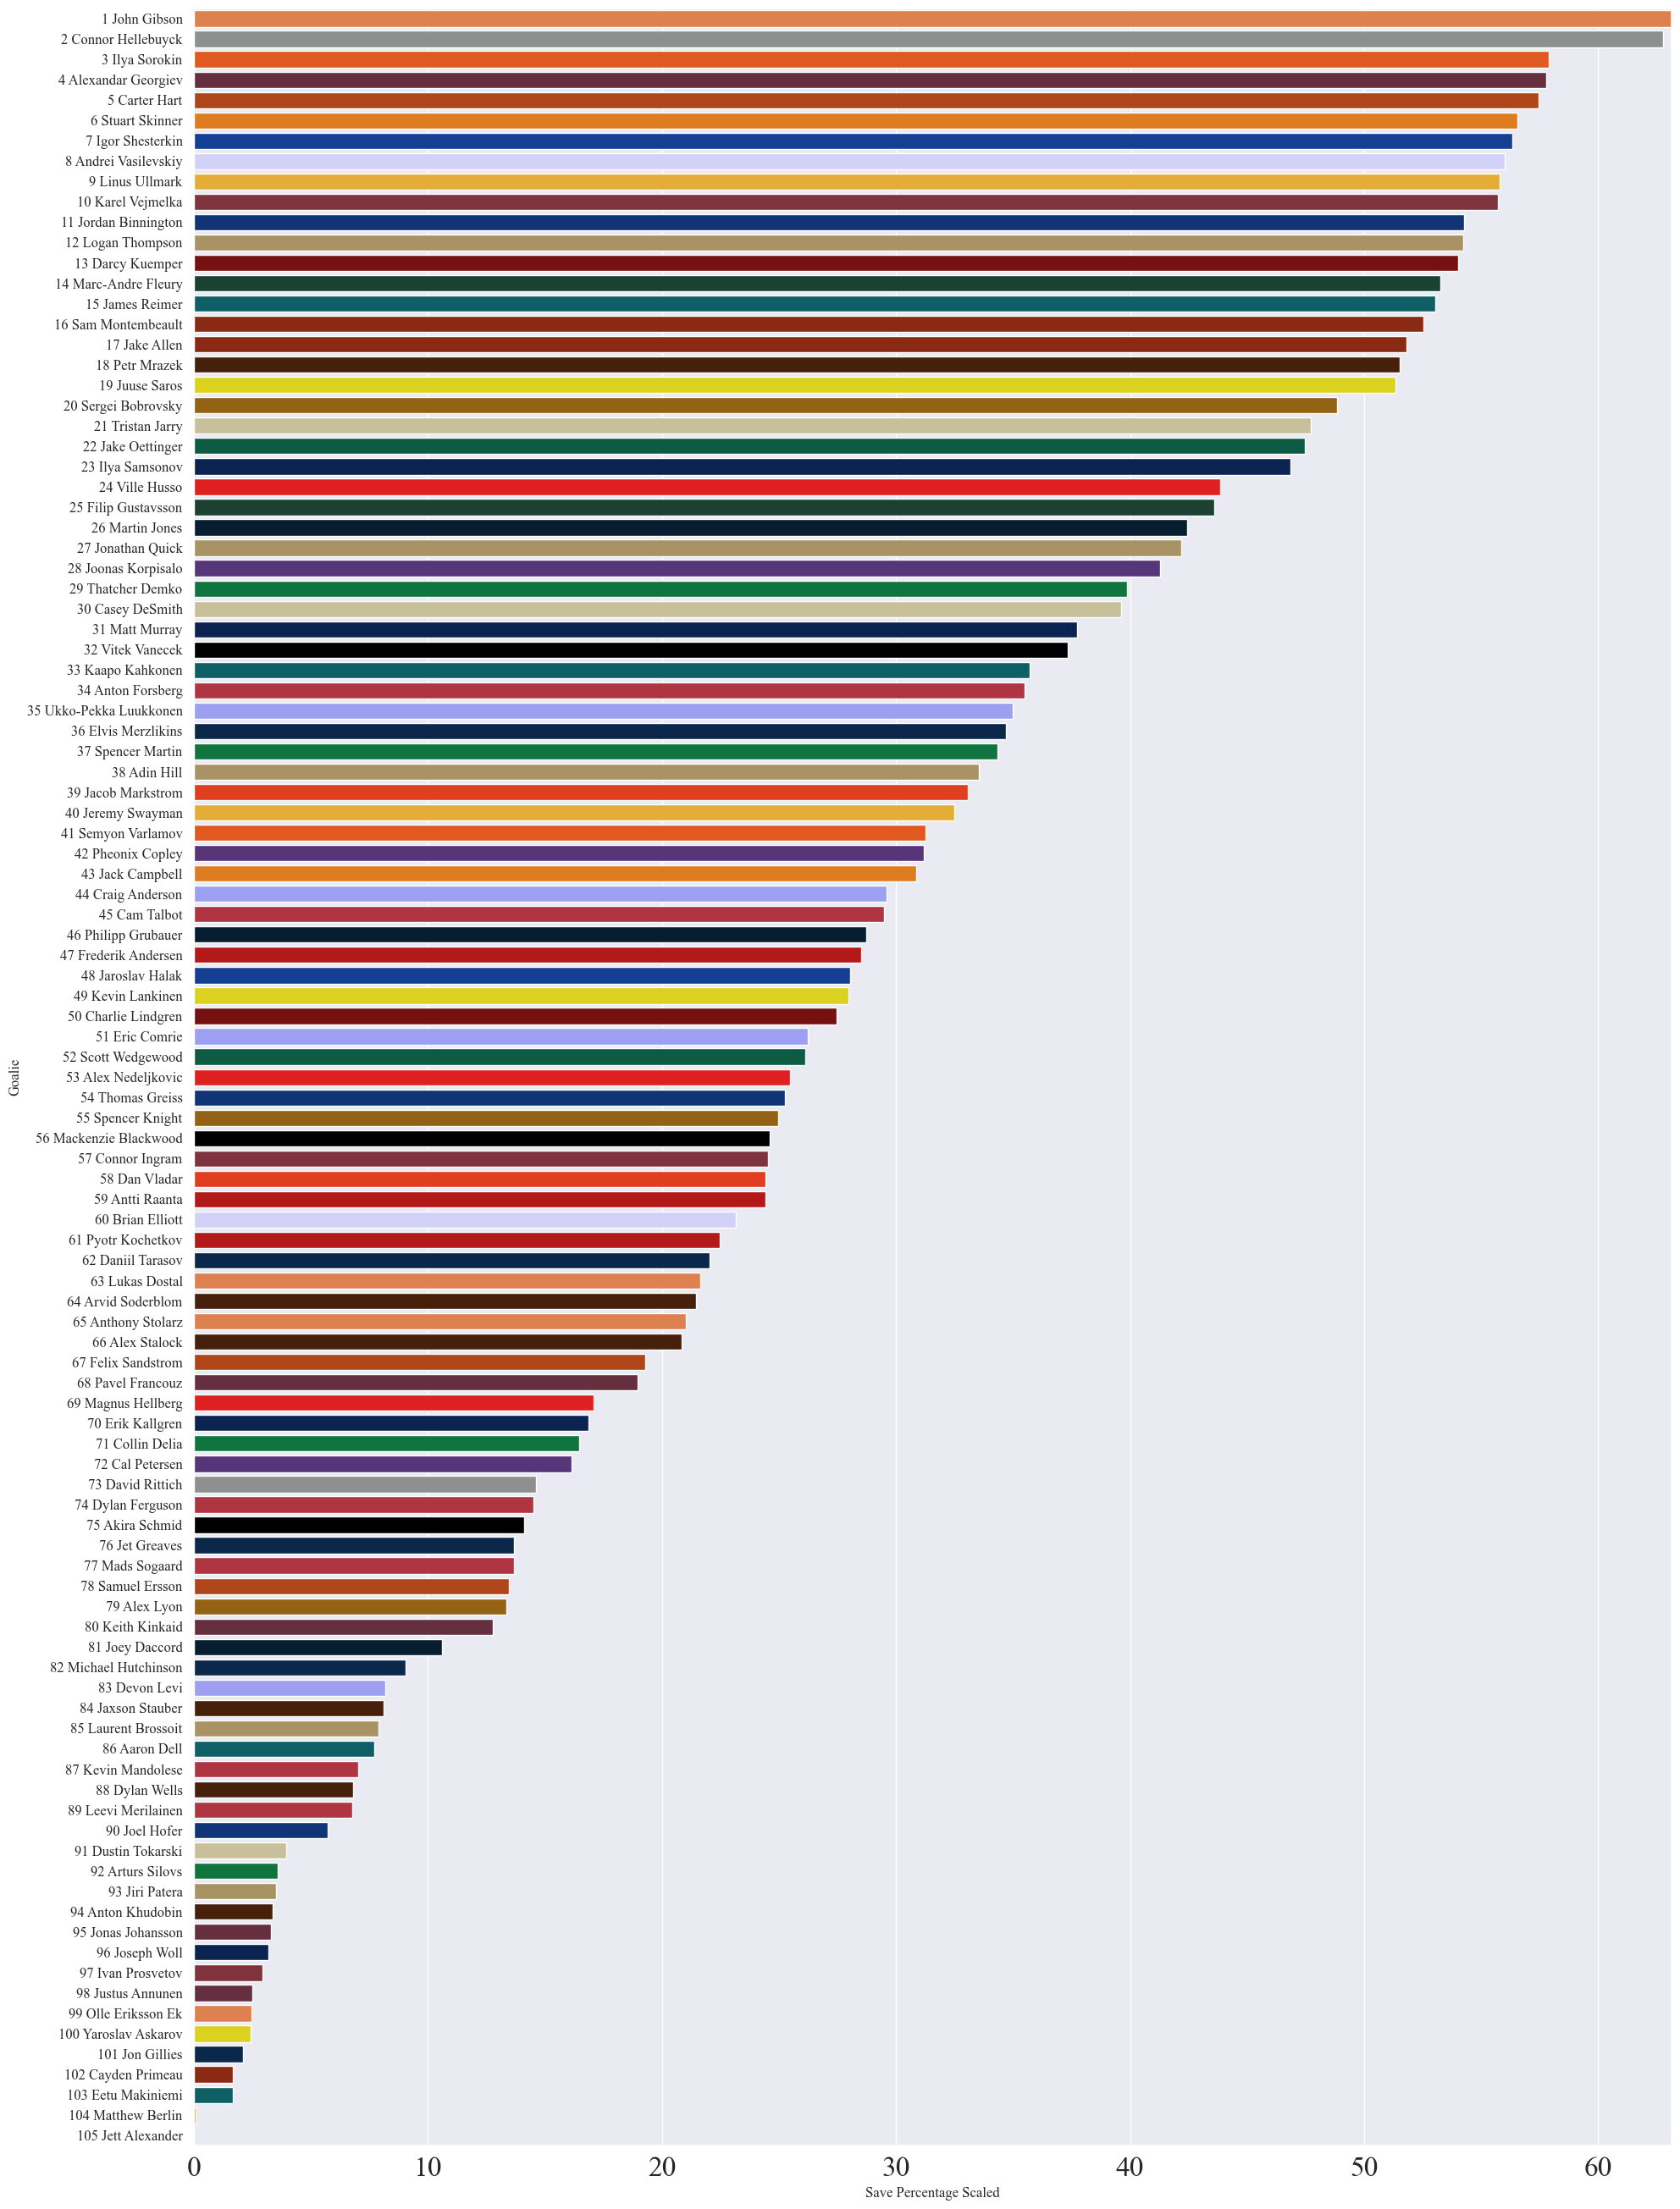 1 John Gibson
2 Connor Hellebuyck
3 Ilya Sorokin
4 Alexandar Georgiev
5 Carter Hart
6 Stuart Skinner
7 Igor Shesterkin
8 Andrei Vasilevskiy
9 Linus Ullmark
10 Karel Vejmelka
11 Jordan Binnington
12 Logan Thompson
13 Darcy Kuemper
14 Marc-Andre Fleury
15 James Reimer
16 Sam Montembeault
17 Jake Allen
18 Petr Mrazek
19 Juuse Saros
20 Sergei Bobrovsky
21 Tristan Jarry
22 Jake Oettinger
23 Ilya Samsonov
24 Ville Husso
25 Filip Gustavsson
26 Martin Jones
27 Jonathan Quick
28 Joonas Korpisalo
29 Thatcher Demko
30 Casey DeSmith
31 Matt Murray
32 Vitek Vanecek
33 Kaapo Kahkonen
34 Anton Forsberg
35 Ukko-Pekka Luukkonen
36 Elvis Merzlikins
37 Spencer Martin
38 Adin Hill
39 Jacob Markstrom
40 Jeremy Swayman
41 Semyon Varlamov
42 Pheonix Copley
43 Jack Campbell
44 Craig Anderson
45 Cam Talbot
46 Philipp Grubauer
47 Frederik Andersen
48 Jaroslav Halak
49 Kevin Lankinen
50 Charlie Lindgren
51 Eric Comrie
52 Scott Wedgewood
53 Alex Nedeljkovic
54 Thomas Greiss
55 Spencer Knight
56 Mackenzie Blackwood
57 Connor Ingram
58 Dan Vladar
59 Antti Raanta
60 Brian Elliott
61 Pyotr Kochetkov
62 Daniil Tarasov
63 Lukas Dostal
64 Arvid Soderblom
65 Anthony Stolarz
66 Alex Stalock
67 Felix Sandstrom
68 Pavel Francouz
69 Magnus Hellberg
70 Erik Kallgren
71 Collin Delia
72 Cal Petersen
73 David Rittich
74 Dylan Ferguson
75 Akira Schmid
76 Jet Greaves
77 Mads Sogaard
78 Samuel Ersson
79 Alex Lyon
80 Keith Kinkaid
81 Joey Daccord
82 Michael Hutchinson
83 Devon Levi
84 Jaxson Stauber
85 Laurent Brossoit
86 Aaron Dell
87 Kevin Mandolese
88 Dylan Wells
89 Leevi Merilainen
90 Joel Hofer
91 Dustin Tokarski
92 Arturs Silovs
93 Jiri Patera
94 Anton Khudobin
95 Jonas Johansson
96 Joseph Woll
97 Ivan Prosvetov
98 Justus Annunen
99 Olle Eriksson Ek
100 Yaroslav Askarov
101 Jon Gillies
102 Cayden Primeau
103 Eetu Makiniemi
104 Matthew Berlin
105 Jett Alexander
Goalie
0 10 20 30 40 50 60
Save Percentage Scaled